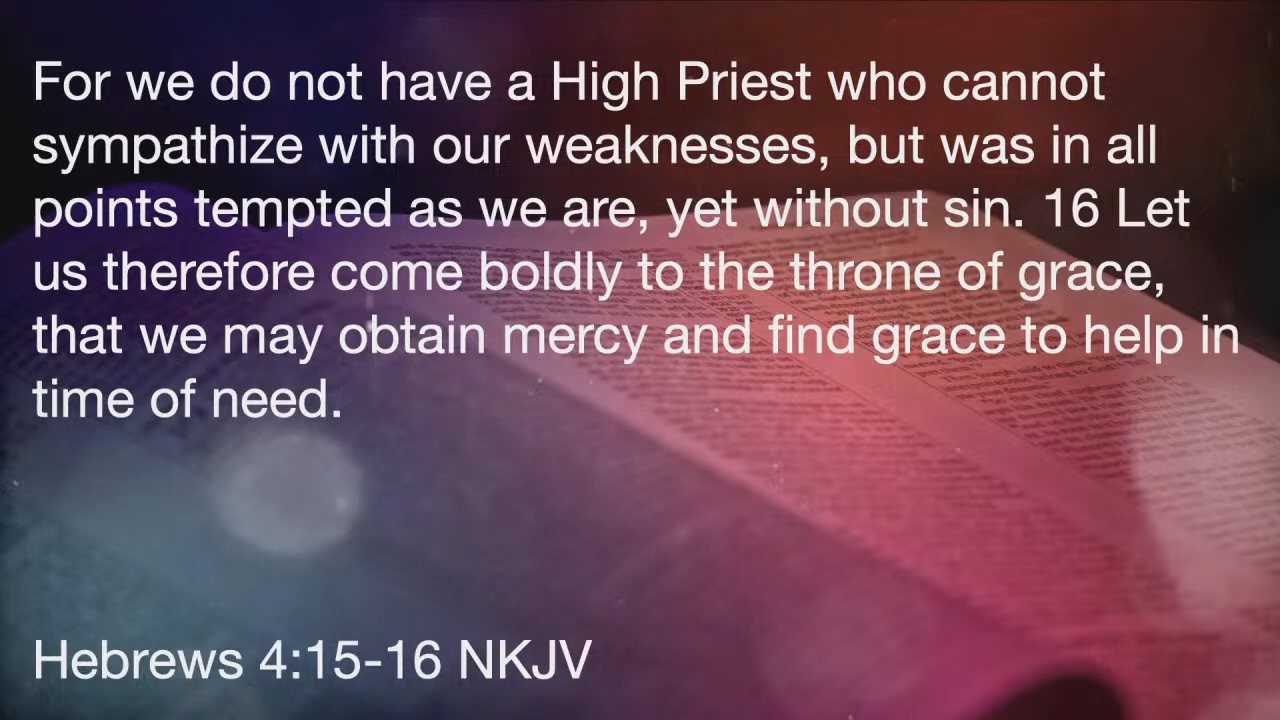 For we do not have a High Priest who cannot
sympathize with our weaknesses, but was in all
points tempted as we are, yet without sin. 16 Let
us therefore come boldly to the throne of grace,
that we may obtain mercy and find grace to help in
time of need.
Hebrews 4:15-16 NKJV